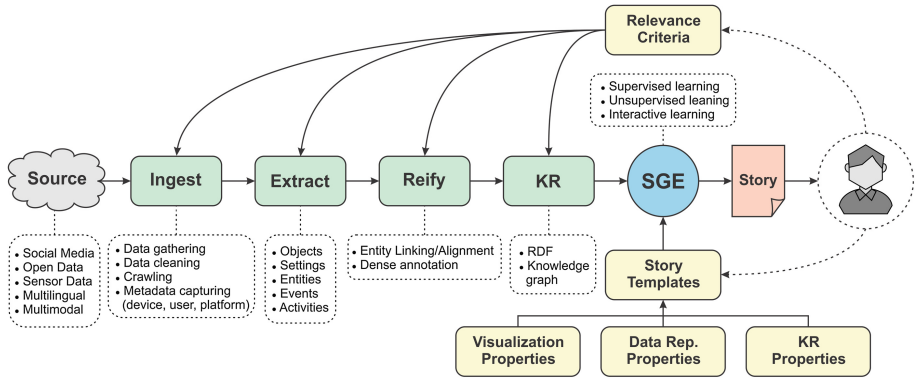 Relevance
Criteria
• Supervised learning
• Unsupervised leaning
• Interactive learning
Source
Ingest
Extract
Reify
KR
SGE
Story
• Social Media
• Open Data
• Sensor Data
• Multilingual
• Multimodal
• Data gathering
• Data cleaning
• Crawling
• Metadata capturing
(device, user, platform)
• Objects
• Settings
• Entities
• Events
• Activities
• Entity Linking/Alignment
• Dense annotation
• RDF
• Knowledge
graph
Story
Templates
Visualization
Properties
Data Rep.
Properties
KR
Properties